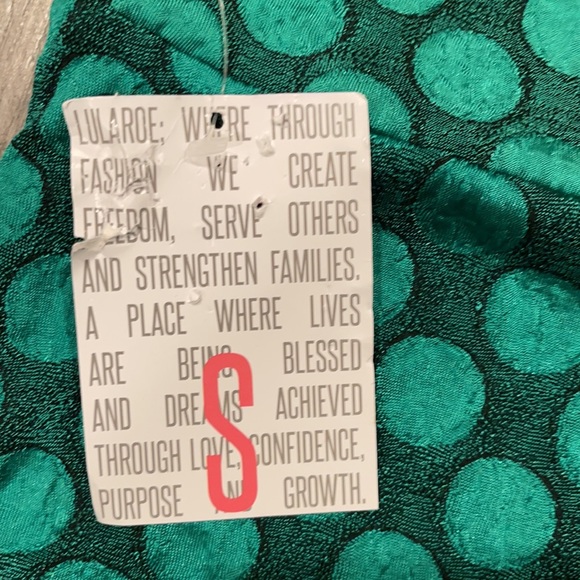 LULAROE; WHERE THROUGH
FASHION WE CREATE
FREEDOM, SERVE OTHERS
AND STRENGTHEN FAMILIES.
A PLACE WHERE LIVES
ARE BEING BLESSED
AND DREAMS ACHIEVED
THROUGH LOVE, CONFIDENCE,
PURPOSE AND GROWTH.
S